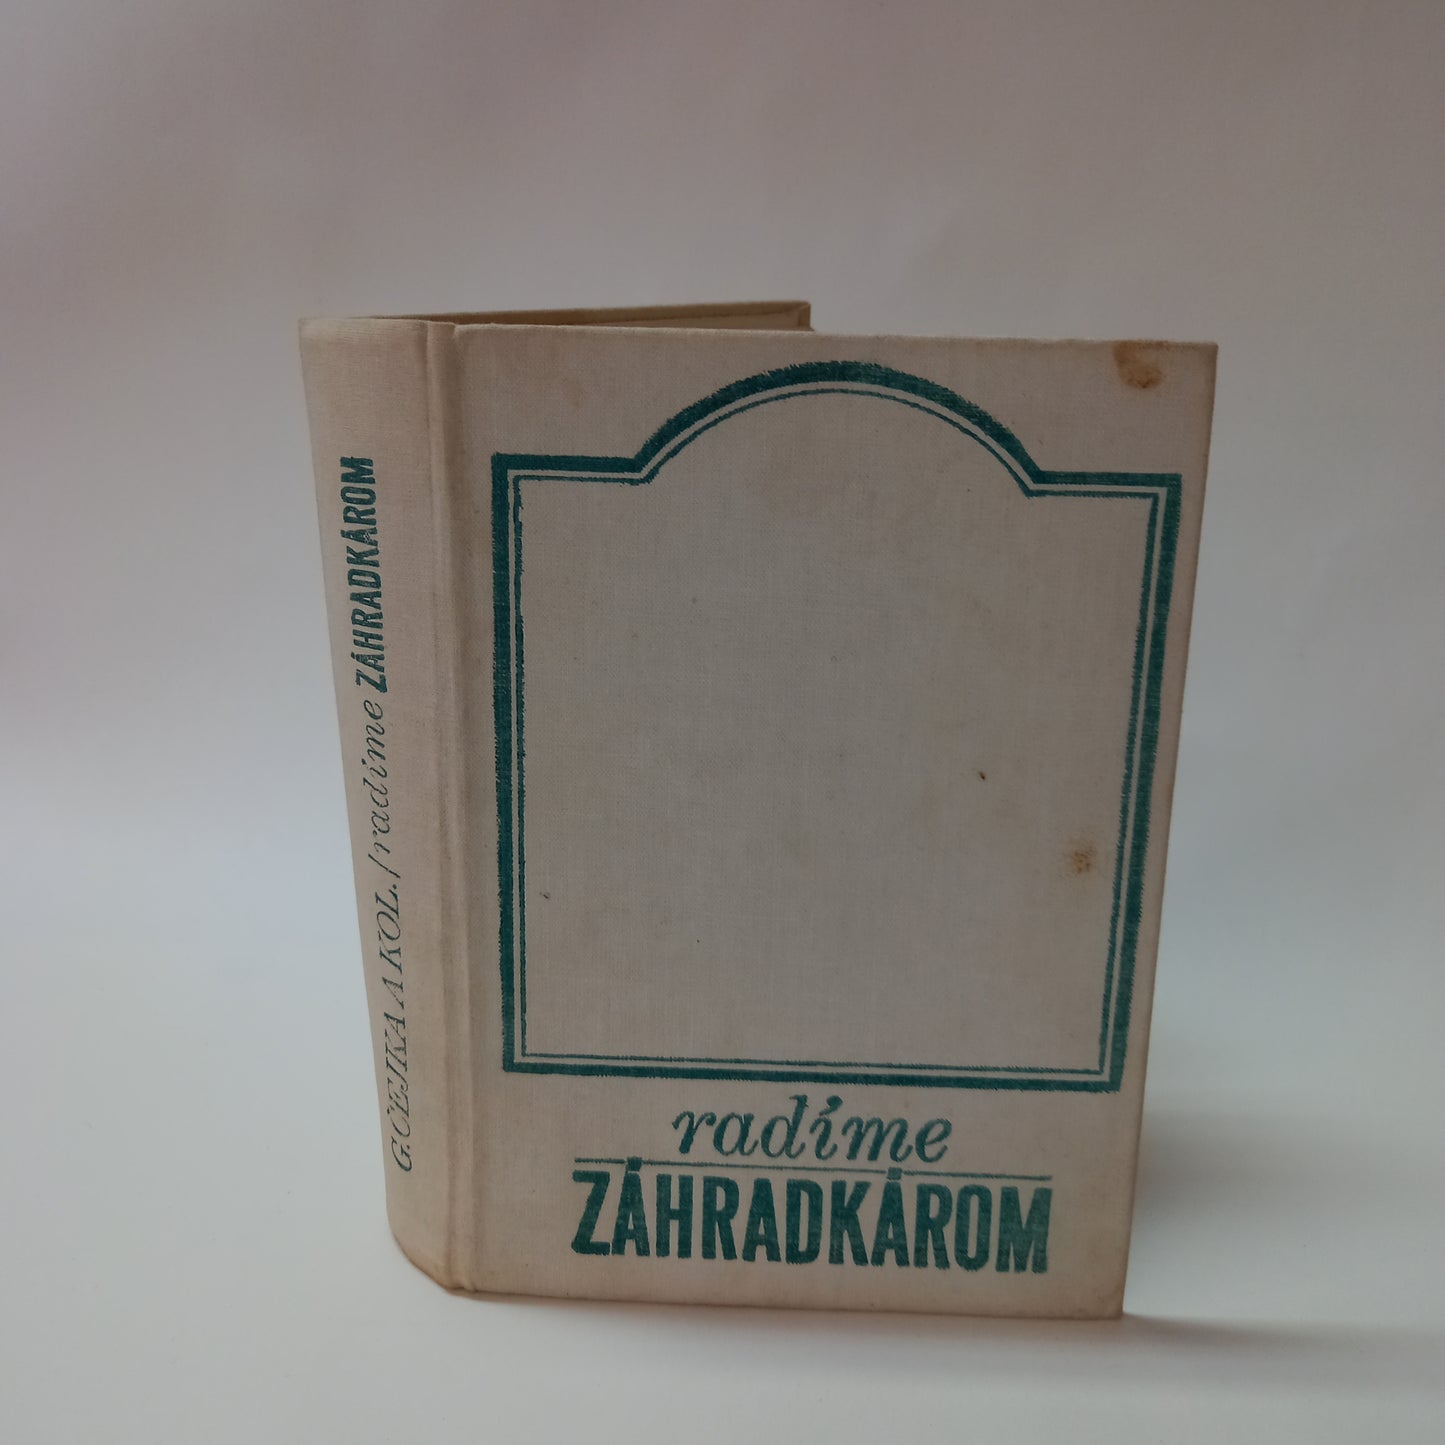 G. ČEJKA A KOL. / radíme ZÁHRADKÁROM
radíme
ZÁHRADKÁROM